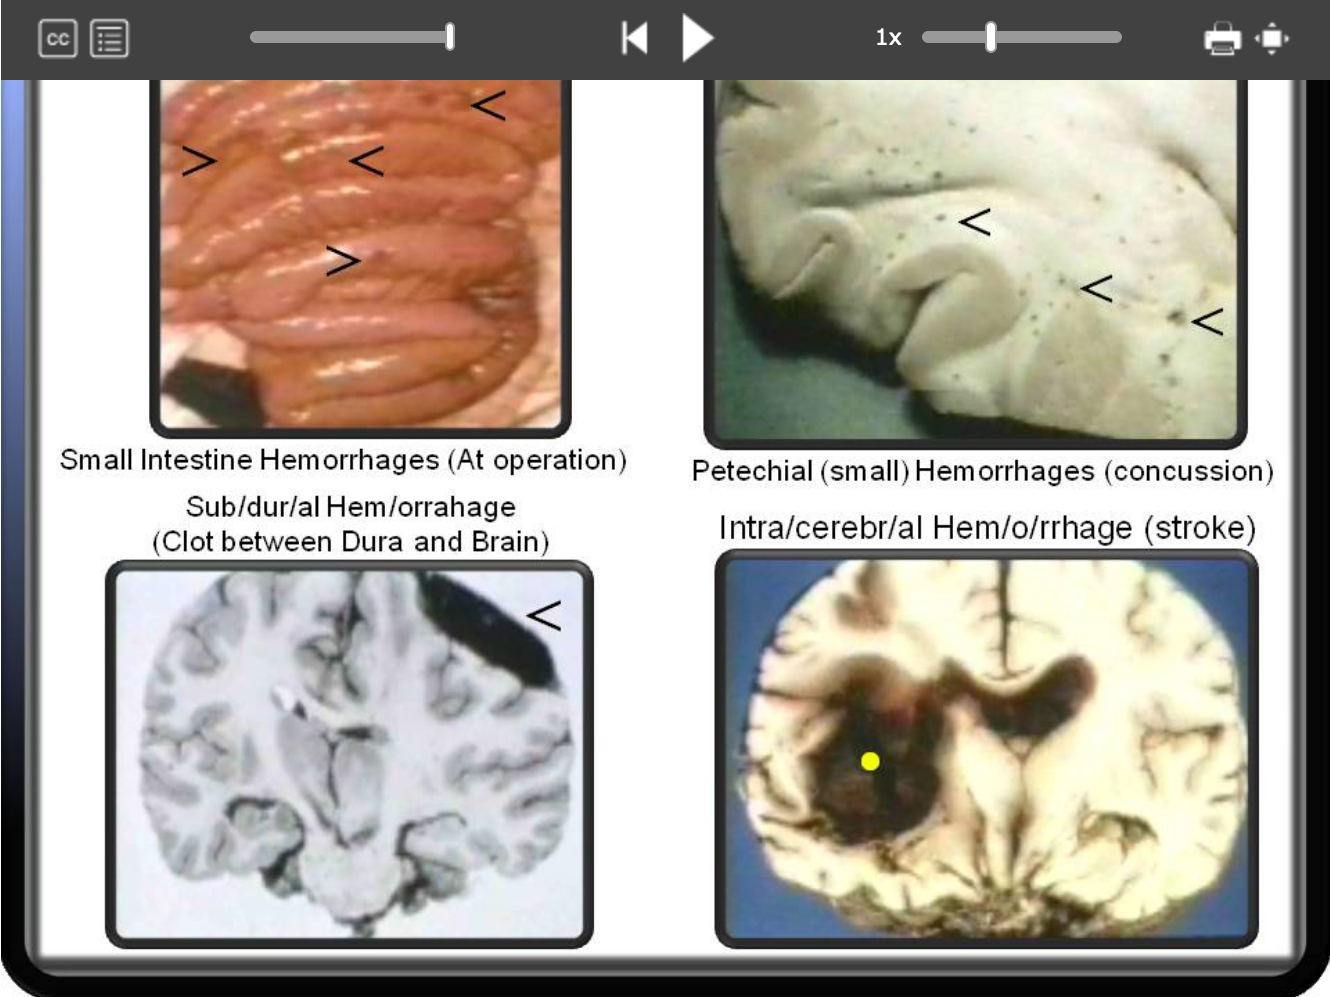 CC
1x
Small Intestine Hemorrhages (At operation)
Petechial (small) Hemorrhages (concussion)
Sub/dur/al Hem/orrahage
(Clot between Dura and Brain)
Intra/cerebr/al Hem/o/rrhage (stroke)